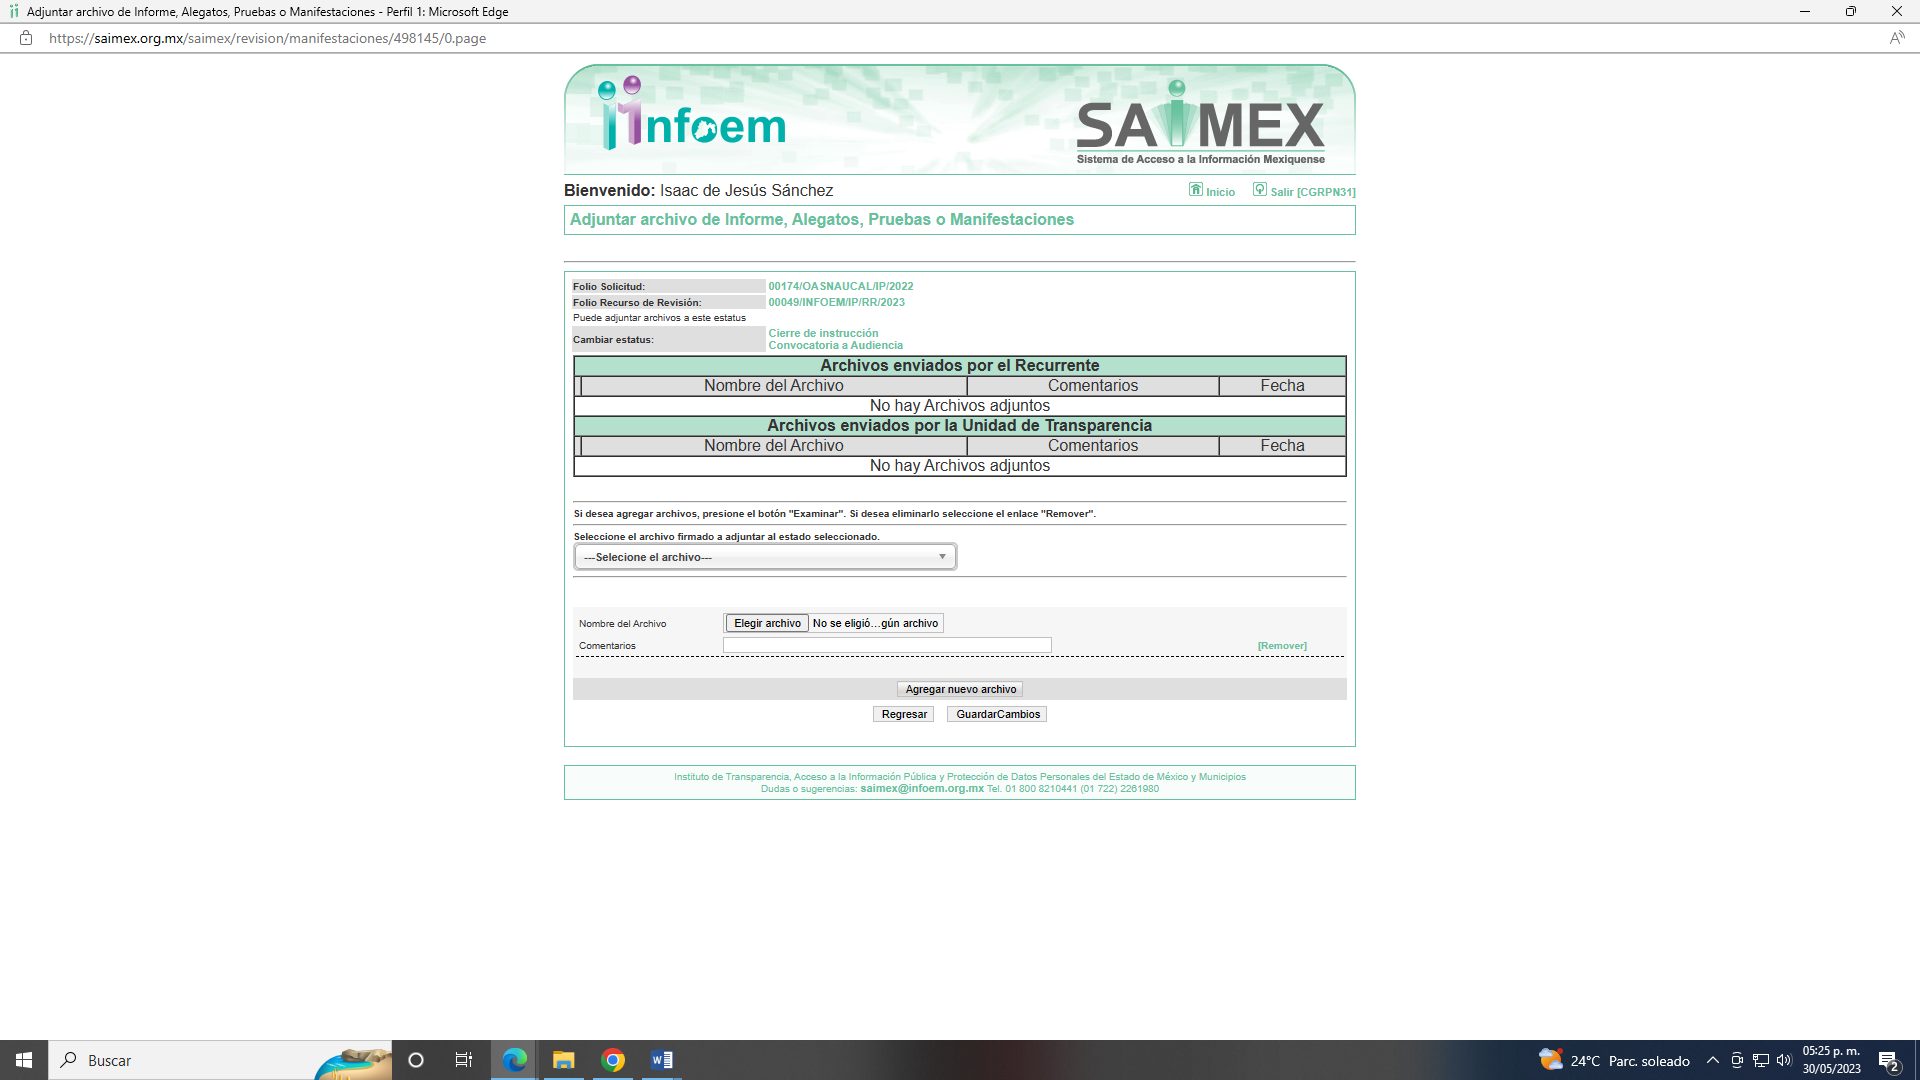 Adjuntar archivo de Informe, Alegatos, Pruebas o Manifestaciones - Perfil 1: Microsoft Edge
https://saimex.org.mx/saimex/revision/manifestaciones/498145/0.page
infoem
SAIMEX
Sistema de Acceso a la Información Mexiquense
Bienvenido: Isaac de Jesús Sánchez
Inicio Salir [CGRPN31]
Adjuntar archivo de Informe, Alegatos, Pruebas o Manifestaciones
Folio Solicitud: 00174/OASNAUCAL/IP/2022
Folio Recurso de Revisión: 00049/INFOEM/IP/RR/2023
Puede adjuntar archivos a este estatus
Cambiar estatus: Cierre de instrucción
Convocatoria a Audiencia
Archivos enviados por el Recurrente
Nombre del Archivo Comentarios Fecha
No hay Archivos adjuntos
Archivos enviados por la Unidad de Transparencia
Nombre del Archivo Comentarios Fecha
No hay Archivos adjuntos
Si desea agregar archivos, presione el botón "Examinar". Si desea eliminarlo seleccione el enlace "Remover".
Seleccione el archivo firmado a adjuntar al estado seleccionado.
---Selecione el archivo---
Nombre del Archivo Elegir archivo No se eligió...gún archivo
Comentarios [Remover]
Agregar nuevo archivo
Regresar GuardarCambios
Instituto de Transparencia, Acceso a la Información Pública y Protección de Datos Personales del Estado de México y Municipios
Dudas o sugerencias: saimex@infoem.org.mx Tel. 01 800 8210441 (01 722) 2261980
Buscar
24°C Parc. soleado
05:25 p. m.
30/05/2023
2